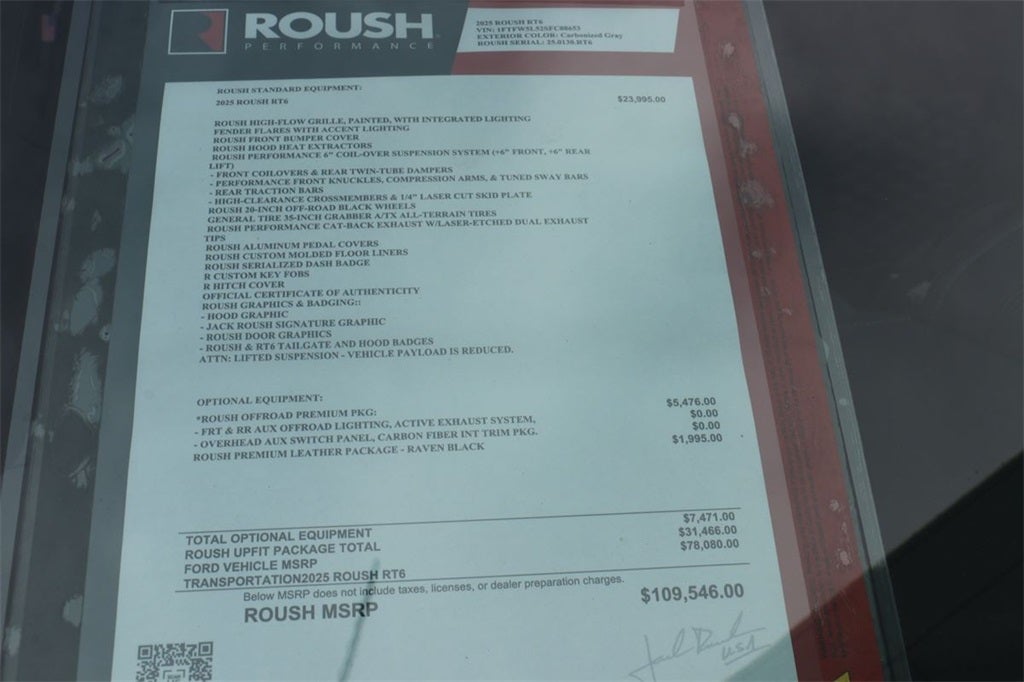 ROUSH
PERFORMANCE
2025 ROUSH RT6
VIN: 1FTFW5L52SFC88653
EXTERIOR COLOR: Carbonized Gray
ROUSH SERIAL: 25.0130.RT6
ROUSH STANDARD EQUIPMENT:
2025 ROUSH RT6 $23,995.00
ROUSH HIGH-FLOW GRILLE, PAINTED, WITH INTEGRATED LIGHTING
FENDER FLARES WITH ACCENT LIGHTING
ROUSH FRONT BUMPER COVER
ROUSH HOOD HEAT EXTRACTORS
ROUSH PERFORMANCE 6" COIL-OVER SUSPENSION SYSTEM (+6" FRONT, +6" REAR
LIFT)
- FRONT COILOVERS & REAR TWIN-TUBE DAMPERS
- PERFORMANCE FRONT KNUCKLES, COMPRESSION ARMS, & TUNED SWAY BARS
- REAR TRACTION BARS
- HIGH-CLEARANCE CROSSMEMBERS & 1/4" LASER CUT SKID PLATE
ROUSH 20-INCH OFF-ROAD BLACK WHEELS
GENERAL TIRE 35-INCH GRABBER A/TX ALL-TERRAIN TIRES
ROUSH PERFORMANCE CAT-BACK EXHAUST W/LASER-ETCHED DUAL EXHAUST
TIPS
ROUSH ALUMINUM PEDAL COVERS
ROUSH CUSTOM MOLDED FLOOR LINERS
ROUSH SERIALIZED DASH BADGE
R CUSTOM KEY FOBS
R HITCH COVER
OFFICIAL CERTIFICATE OF AUTHENTICITY
ROUSH GRAPHICS & BADGING::
- HOOD GRAPHIC
- JACK ROUSH SIGNATURE GRAPHIC
- ROUSH DOOR GRAPHICS
- ROUSH & RT6 TAILGATE AND HOOD BADGES
ATTN: LIFTED SUSPENSION - VEHICLE PAYLOAD IS REDUCED.
OPTIONAL EQUIPMENT:
*ROUSH OFFROAD PREMIUM PKG: $5,476.00
- FRT & RR AUX OFFROAD LIGHTING, ACTIVE EXHAUST SYSTEM, $0.00
- OVERHEAD AUX SWITCH PANEL, CARBON FIBER INT TRIM PKG. $0.00
ROUSH PREMIUM LEATHER PACKAGE - RAVEN BLACK $1,995.00
TOTAL OPTIONAL EQUIPMENT $7,471.00
ROUSH UPFIT PACKAGE TOTAL $31,466.00
FORD VEHICLE MSRP $78,080.00
TRANSPORTATION2025 ROUSH RT6
Below MSRP does not include taxes, licenses, or dealer preparation charges.
ROUSH MSRP $109,546.00
USA